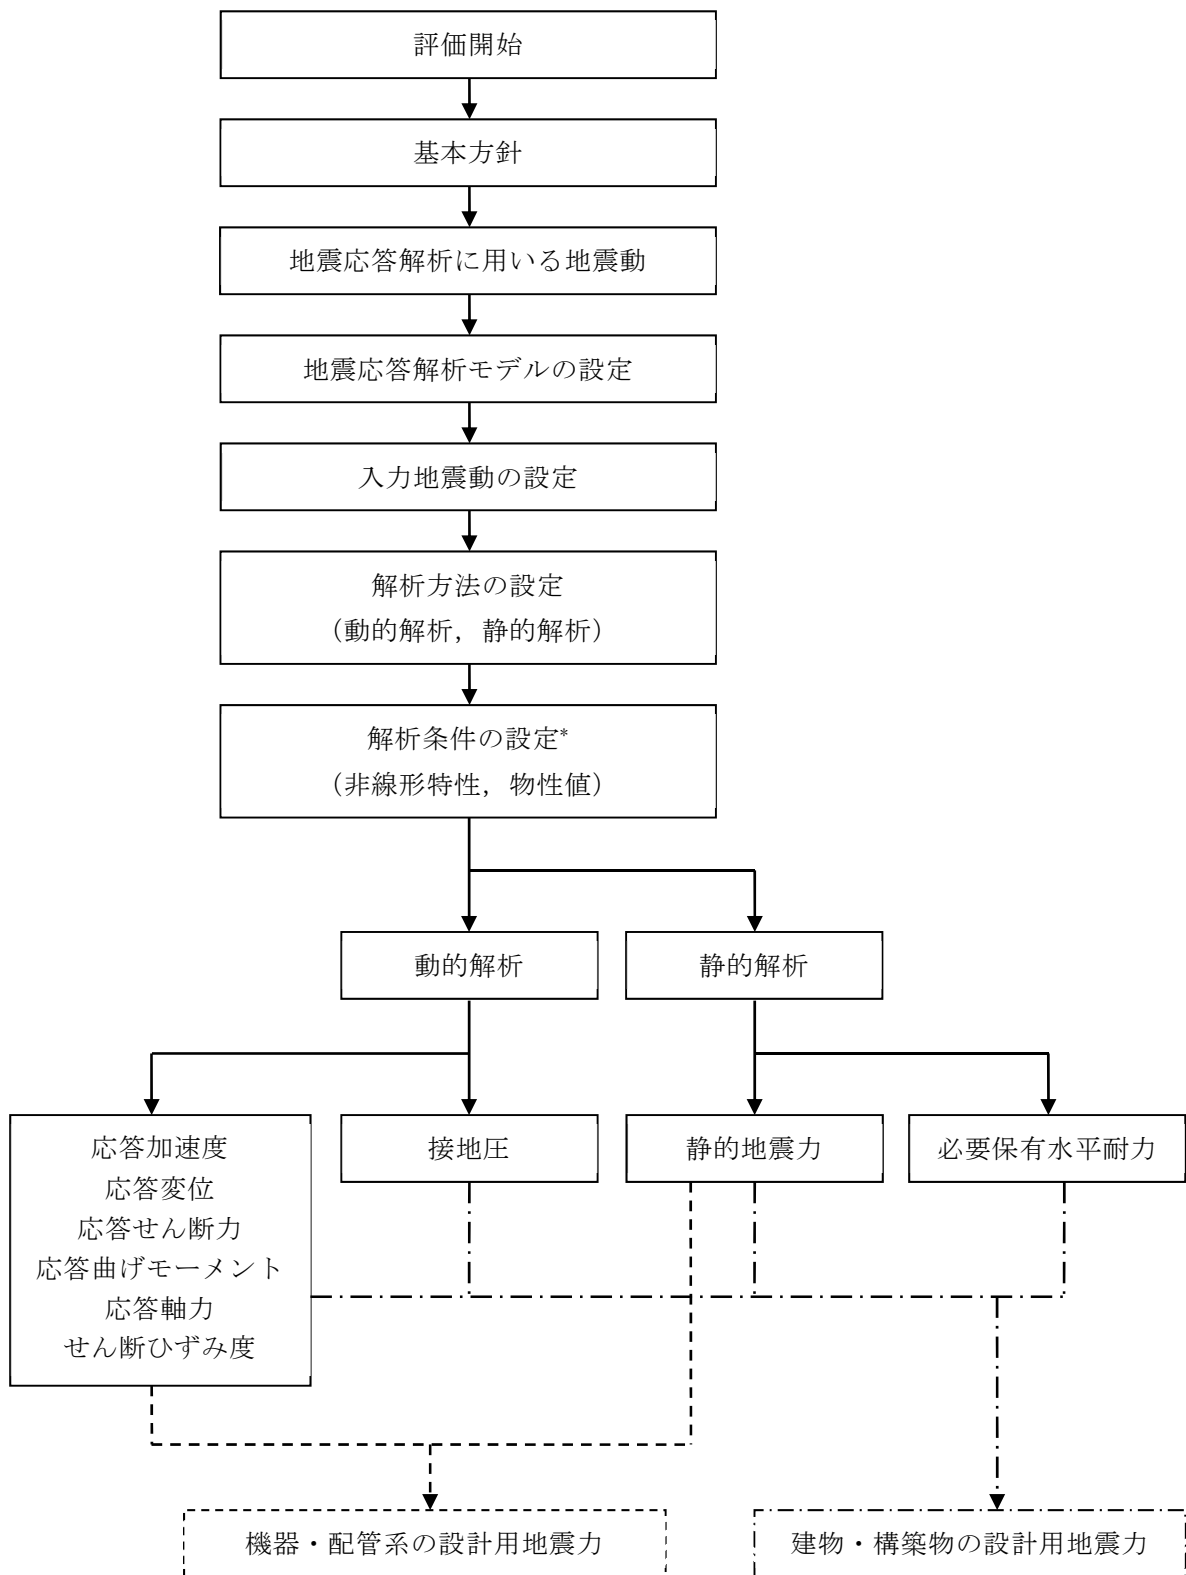 評価開始
基本方針
地震応答解析に用いる地震動
地震応答解析モデルの設定
入力地震動の設定
解析方法の設定
（動的解析，静的解析）
解析条件の設定*
（非線形特性，物性値）
動的解析
静的解析
応答加速度
応答変位
応答せん断力
応答曲げモーメント
応答軸力
せん断ひずみ度
接地圧
静的地震力
必要保有水平耐力
機器・配管系の設計用地震力
建物・構築物の設計用地震力